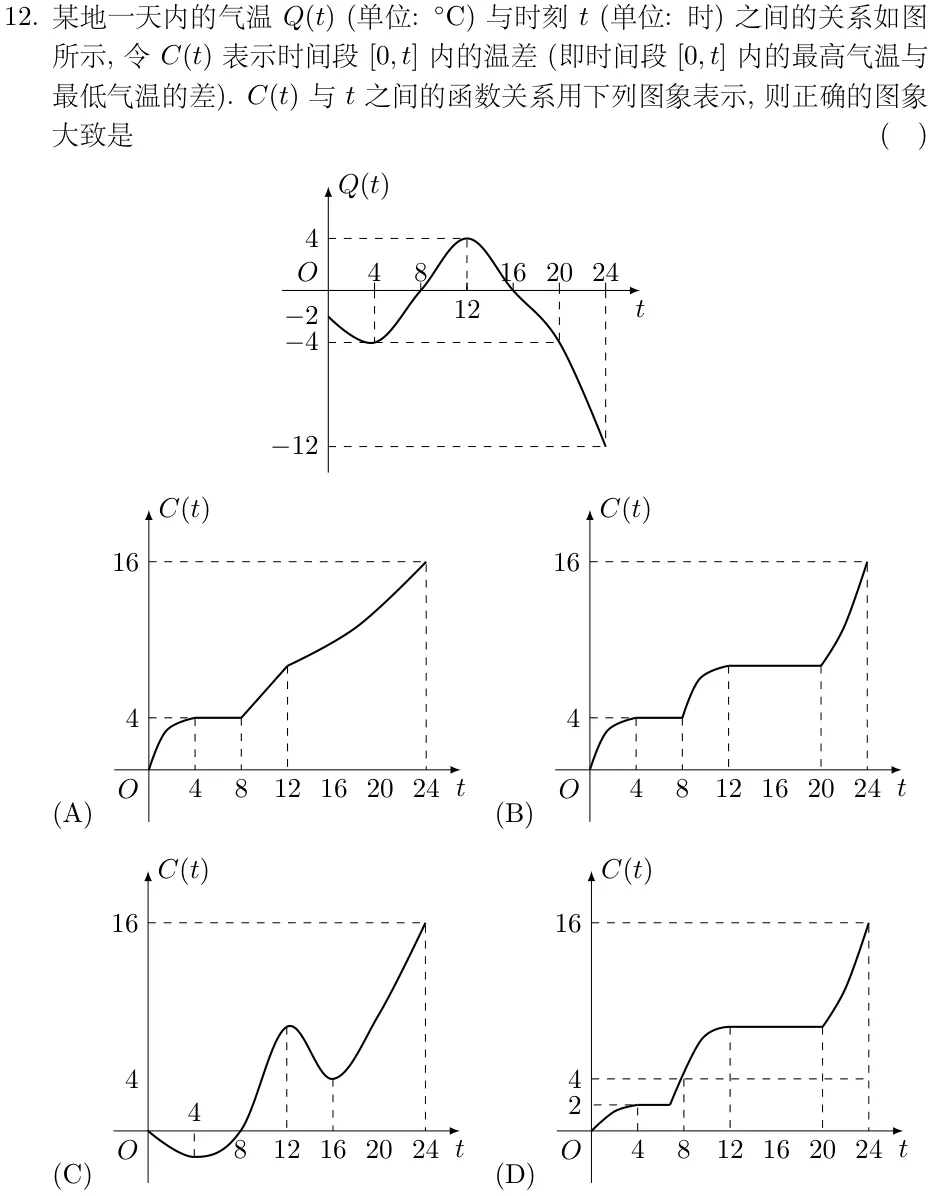 12. 某地一天内的气温 Q(t) (单位: °C) 与时刻 t (单位: 时) 之间的关系如图
所示, 令 C(t) 表示时间段 [0, t] 内的温差 (即时间段 [0, t] 内的最高气温与
最低气温的差). C(t) 与 t 之间的函数关系用下列图象表示, 则正确的图象
大致是 ( )
Q(t)
4
O 4 8 16 20 24
12 t
−2
−4
−12
C(t) C(t)
16 16
4 4
O 4 8 12 16 20 24 t O 4 8 12 16 20 24 t
(A) (B)
C(t) C(t)
16 16
4 4
4 2
O 8 12 16 20 24 t O 4 8 12 16 20 24 t
(C) (D)